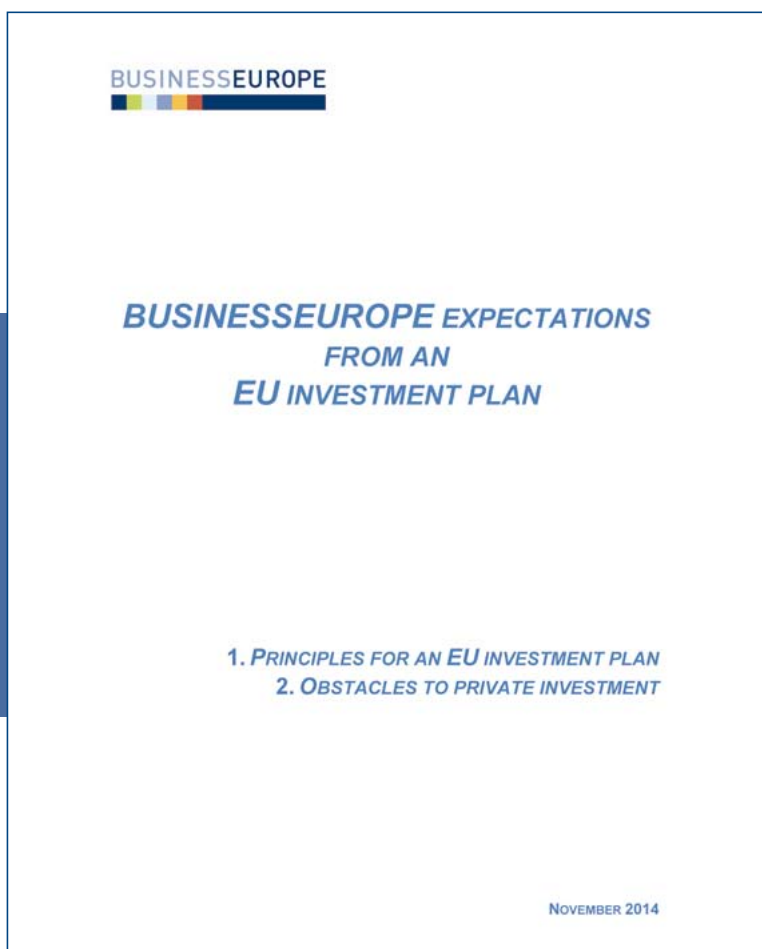 BUSINESSEUROPE
BUSINESSEUROPE EXPECTATIONS
FROM AN
EU INVESTMENT PLAN
1. PRINCIPLES FOR AN EU INVESTMENT PLAN
2. OBSTACLES TO PRIVATE INVESTMENT
NOVEMBER 2014